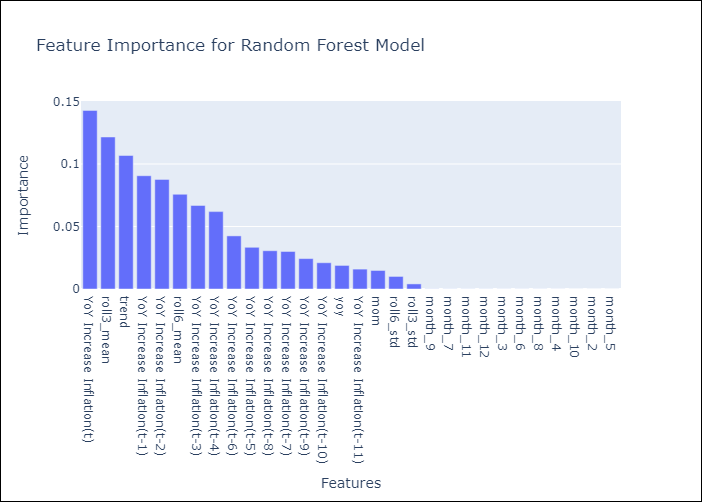 Feature Importance for Random Forest Model
Importance
0.15
0.1
0.05
0
YoY Increase Inflation(t)
roll3_mean
trend
YoY Increase Inflation(t-1)
YoY Increase Inflation(t-2)
roll6_mean
YoY Increase Inflation(t-3)
YoY Increase Inflation(t-4)
YoY Increase Inflation(t-6)
YoY Increase Inflation(t-5)
YoY Increase Inflation(t-8)
YoY Increase Inflation(t-7)
YoY Increase Inflation(t-9)
YoY Increase Inflation(t-10)
yoy
YoY Increase Inflation(t-11)
mom
roll6_std
roll3_std
month_9
month_7
month_11
month_12
month_3
month_6
month_8
month_4
month_10
month_2
month_5
Features